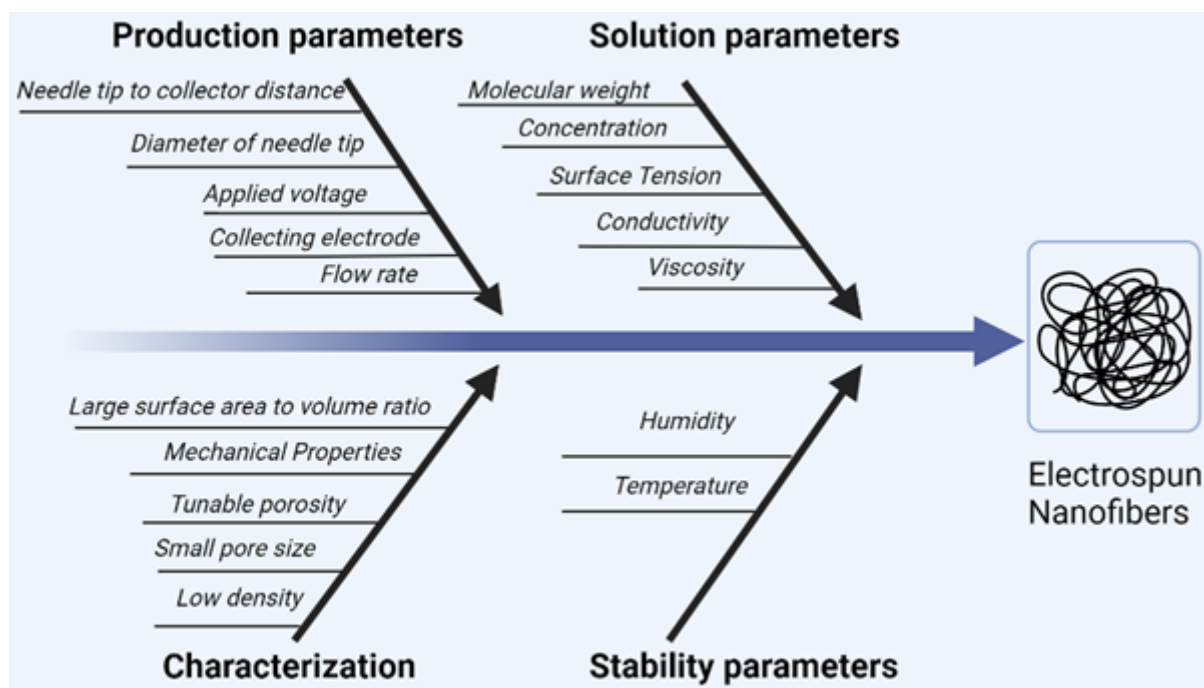 Production parameters
Needle tip to collector distance
Diameter of needle tip
Applied voltage
Collecting electrode
Flow rate
Solution parameters
Molecular weight
Concentration
Surface Tension
Conductivity
Viscosity
Large surface area to volume ratio
Mechanical Properties
Tunable porosity
Small pore size
Low density
Characterization
Humidity
Temperature
Stability parameters
Electrospun
Nanofibers